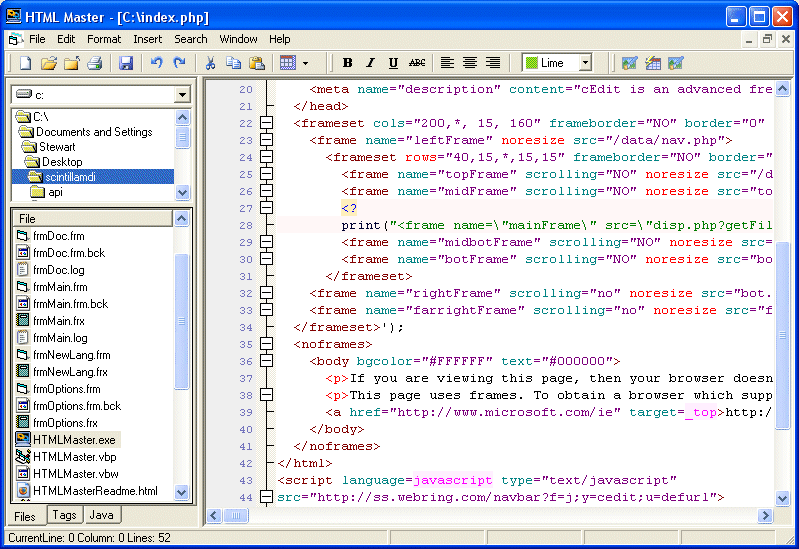 HTML Master - [C:\index.php]
File Edit Format Insert Search Window Help
B I U ABC Lime
c:
C:\
Documents and Settings
Stewart
Desktop
scintillamdi
api
File
frmDoc.frm
frmDoc.frm.bck
frmDoc.log
frmMain.frm
frmMain.frm.bck
frmMain.frx
frmMain.log
frmNewLang.frm
frmNewLang.frx
frmOptions.frm
frmOptions.frm.bck
frmOptions.frx
HTMLMaster.exe
HTMLMaster.vbp
HTMLMaster.vbw
HTMLMasterReadme.html
Files Tags Java
20 <meta name="description" content="cEdit is an advanced fre
21 </head>
22 <frameset cols="200,*, 15, 160" frameborder="NO" border="0"
23 <frame name="leftFrame" noresize src="/data/nav.php">
24 <frameset rows="40,15,*,15,15" frameborder="NO" border="
25 <frame name="topFrame" scrolling="NO" noresize src="/d
26 <frame name="midFrame" scrolling="NO" noresize src="to
27 <?
28 print("<frame name=\"mainFrame\" src=\"disp.php?getFil
29 <frame name="midbotFrame" scrolling="NO" noresize src=
30 <frame name="botFrame" scrolling="NO" noresize src="bo
31 </frameset>
32 <frame name="rightFrame" scrolling="no" noresize src="bot.
33 <frame name="farrightFrame" scrolling="no" noresize src="f
34 </frameset>');
35 <noframes>
36 <body bgcolor="#FFFFFF" text="#000000">
37 <p>If you are viewing this page, then your browser doesn
38 <p>This page uses frames. To obtain a browser which supp
39 <a href="http://www.microsoft.com/ie" target=_top>http:/
40 </body>
41 </noframes>
42 </html>
43 <script language=javascript type="text/javascript"
44 src="http://ss.webring.com/navbar?f=j;y=cedit;u=defurl">
CurrentLine: 0 Column: 0 Lines: 52